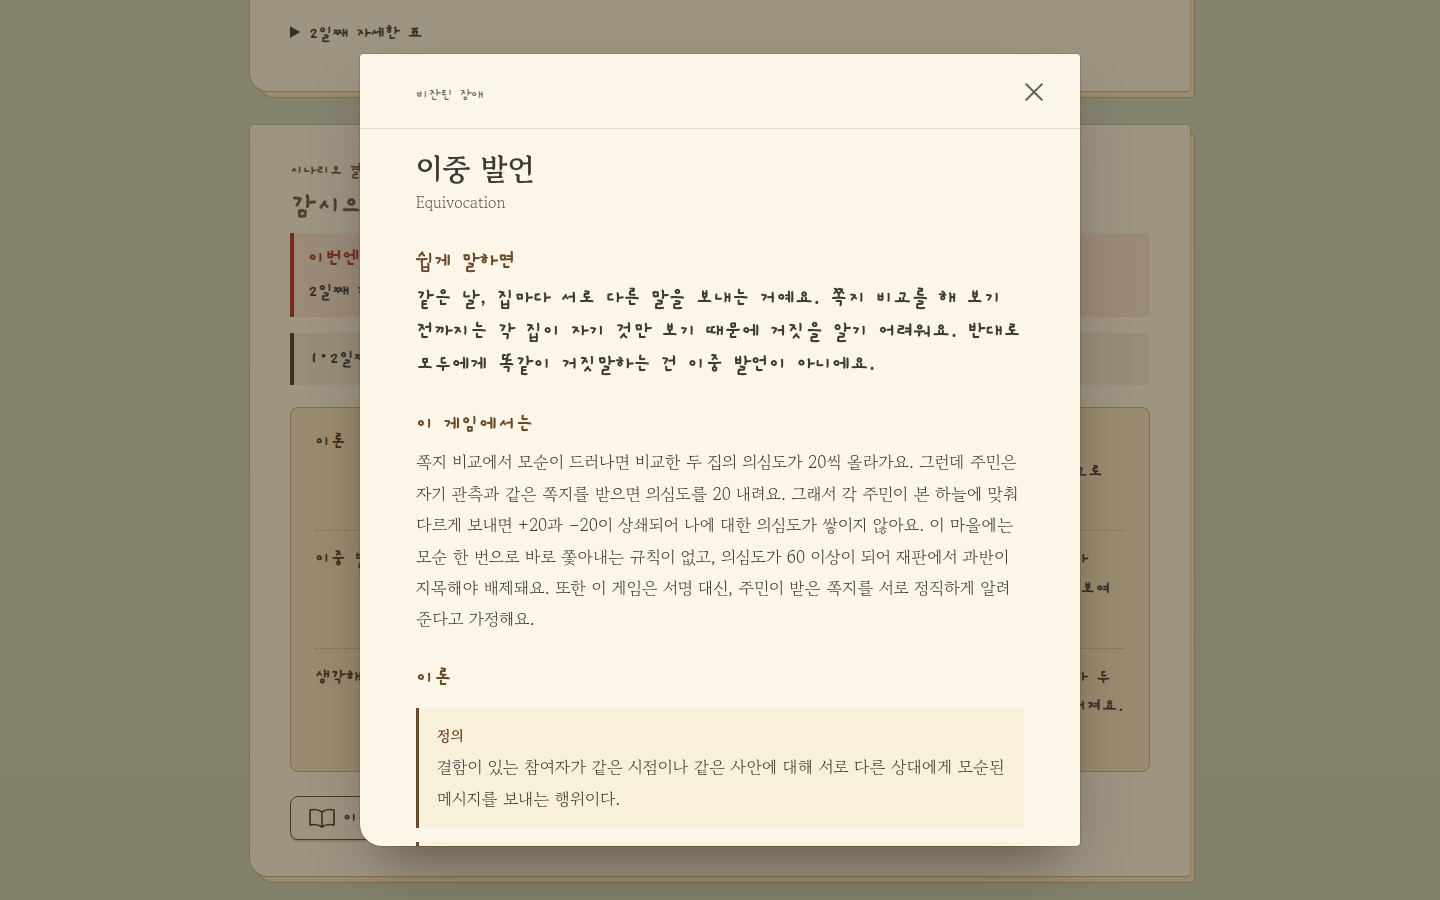 2일째 자세한 표
비잔틴 장애
이중 발언
Equivocation
쉽게 말하면
같은 날, 집마다 서로 다른 말을 보내는 거예요. 쪽지 비교를 해 보기
전까지는 각 집이 자기 것만 보기 때문에 거짓을 알기 어려워요. 반대로
모두에게 똑같이 거짓말하는 건 이중 발언이 아니에요.
이 게임에서는
쪽지 비교에서 모순이 드러나면 비교한 두 집의 의심도가 20씩 올라가요. 그런데 주민은
자기 관측과 같은 쪽지를 받으면 의심도를 20 내려요. 그래서 각 주민이 본 하늘에 맞춰
다르게 보내면 +20과 −20이 상쇄되어 나에 대한 의심도가 쌓이지 않아요. 이 마을에는
모순 한 번으로 바로 쫓아내는 규칙이 없고, 의심도가 60 이상이 되어 재판에서 과반이
지목해야 배제돼요. 또한 이 게임은 서명 대신, 주민이 받은 쪽지를 서로 정직하게 알려
준다고 가정해요.
이론
정의
결함이 있는 참여자가 같은 시점이나 같은 사안에 대해 서로 다른 상대에게 모순된
메시지를 보내는 행위이다.
시나리오
감시으
이번엔
2일째
1·2일째
이론
이중
보여
생각해
두